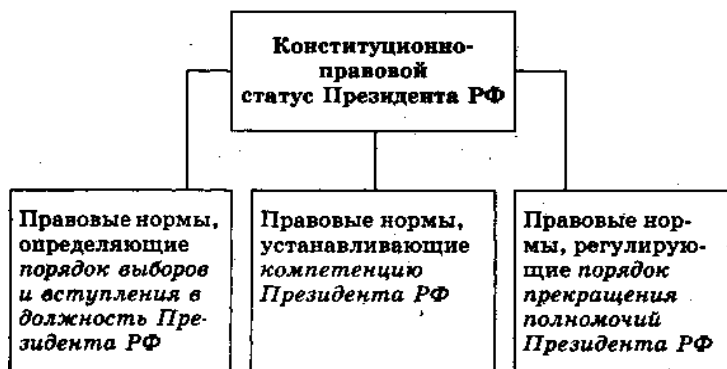 Конституционно-
правовой
статус Президента РФ
Правовые нормы,
определяющие
порядок выборов
и вступления в
должность Пре-
зидента РФ
Правовые нормы,
устанавливающие
компетенцию
Президента РФ
Правовые нор-
мы, регулирую-
щие порядок
прекращения
полномочий
Президента РФ